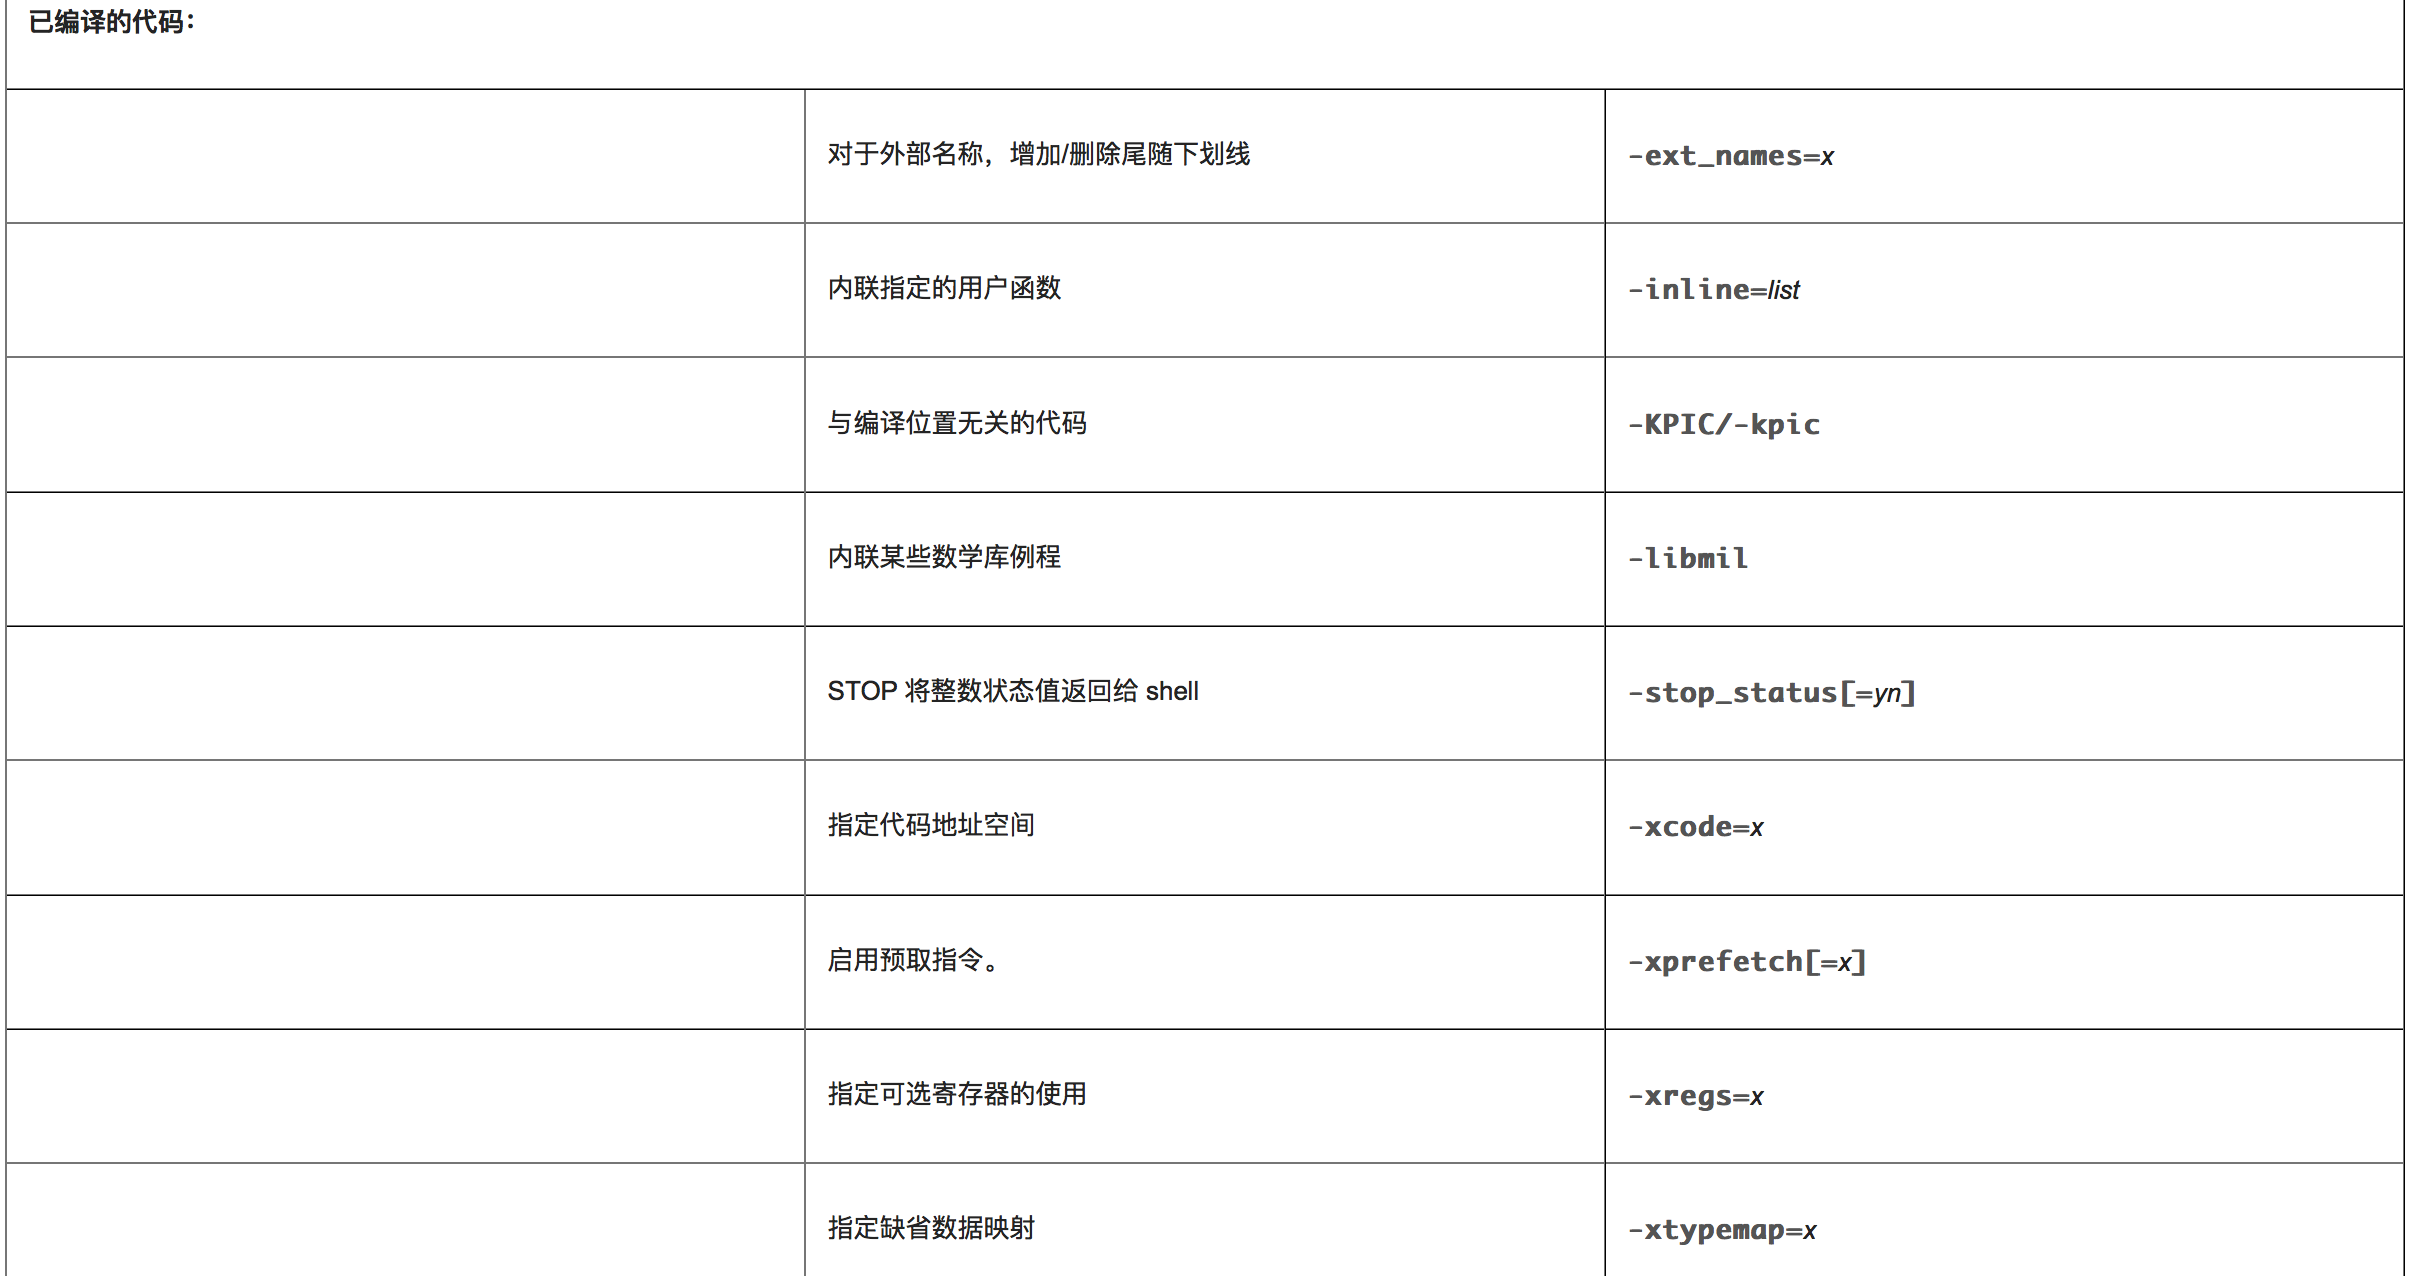 已编译的代码：
对于外部名称，增加/删除尾随下划线 -ext_names=x
内联指定的用户函数 -inline=list
与编译位置无关的代码 -KPIC/-kpic
内联某些数学库例程 -libmil
STOP 将整数状态值返回给 shell -stop_status[=yn]
指定代码地址空间 -xcode=x
启用预取指令。 -xprefetch[=x]
指定可选寄存器的使用 -xregs=x
指定缺省数据映射 -xtypemap=x